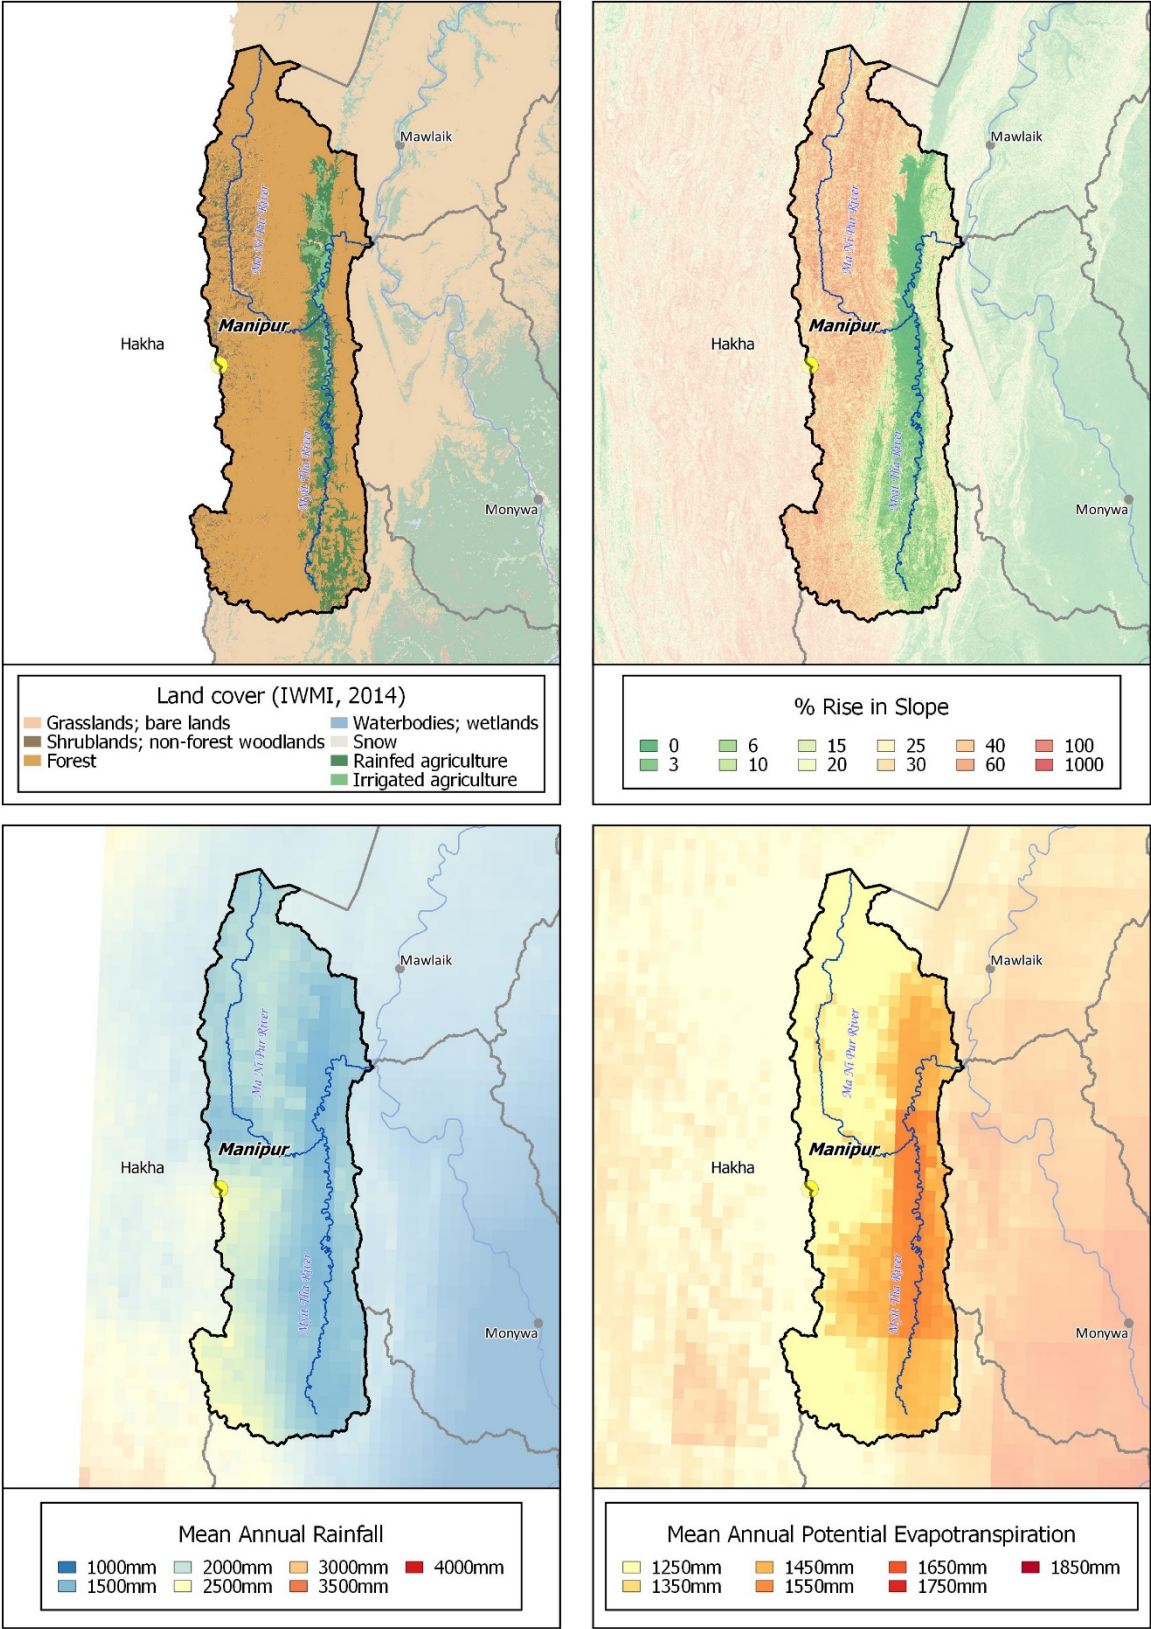 Mawlaik
Ma Ni Pur River
Manipur
Hakha
Myit Tha River
Monywa
Land cover (IWMI, 2014)
Grasslands; bare lands
Shrublands; non-forest woodlands
Forest
Waterbodies; wetlands
Snow
Rainfed agriculture
Irrigated agriculture
Mawlaik
Ma Ni Pur River
Manipur
Hakha
Myit Tha River
Monywa
% Rise in Slope
0 6 15 25 40 100
3 10 20 30 60 1000
Mawlaik
Ma Ni Pur River
Manipur
Hakha
Myit Tha River
Monywa
Mean Annual Rainfall
1000mm 2000mm 3000mm 4000mm
1500mm 2500mm 3500mm
Mawlaik
Ma Ni Pur River
Manipur
Hakha
Myit Tha River
Monywa
Mean Annual Potential Evapotranspiration
1250mm 1450mm 1650mm 1850mm
1350mm 1550mm 1750mm